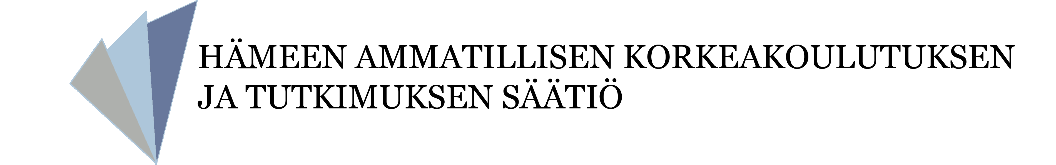 HÄMEEN AMMATILLISEN KORKEAKOULUTUKSEN
JA TUTKIMUKSEN SÄÄTIÖ